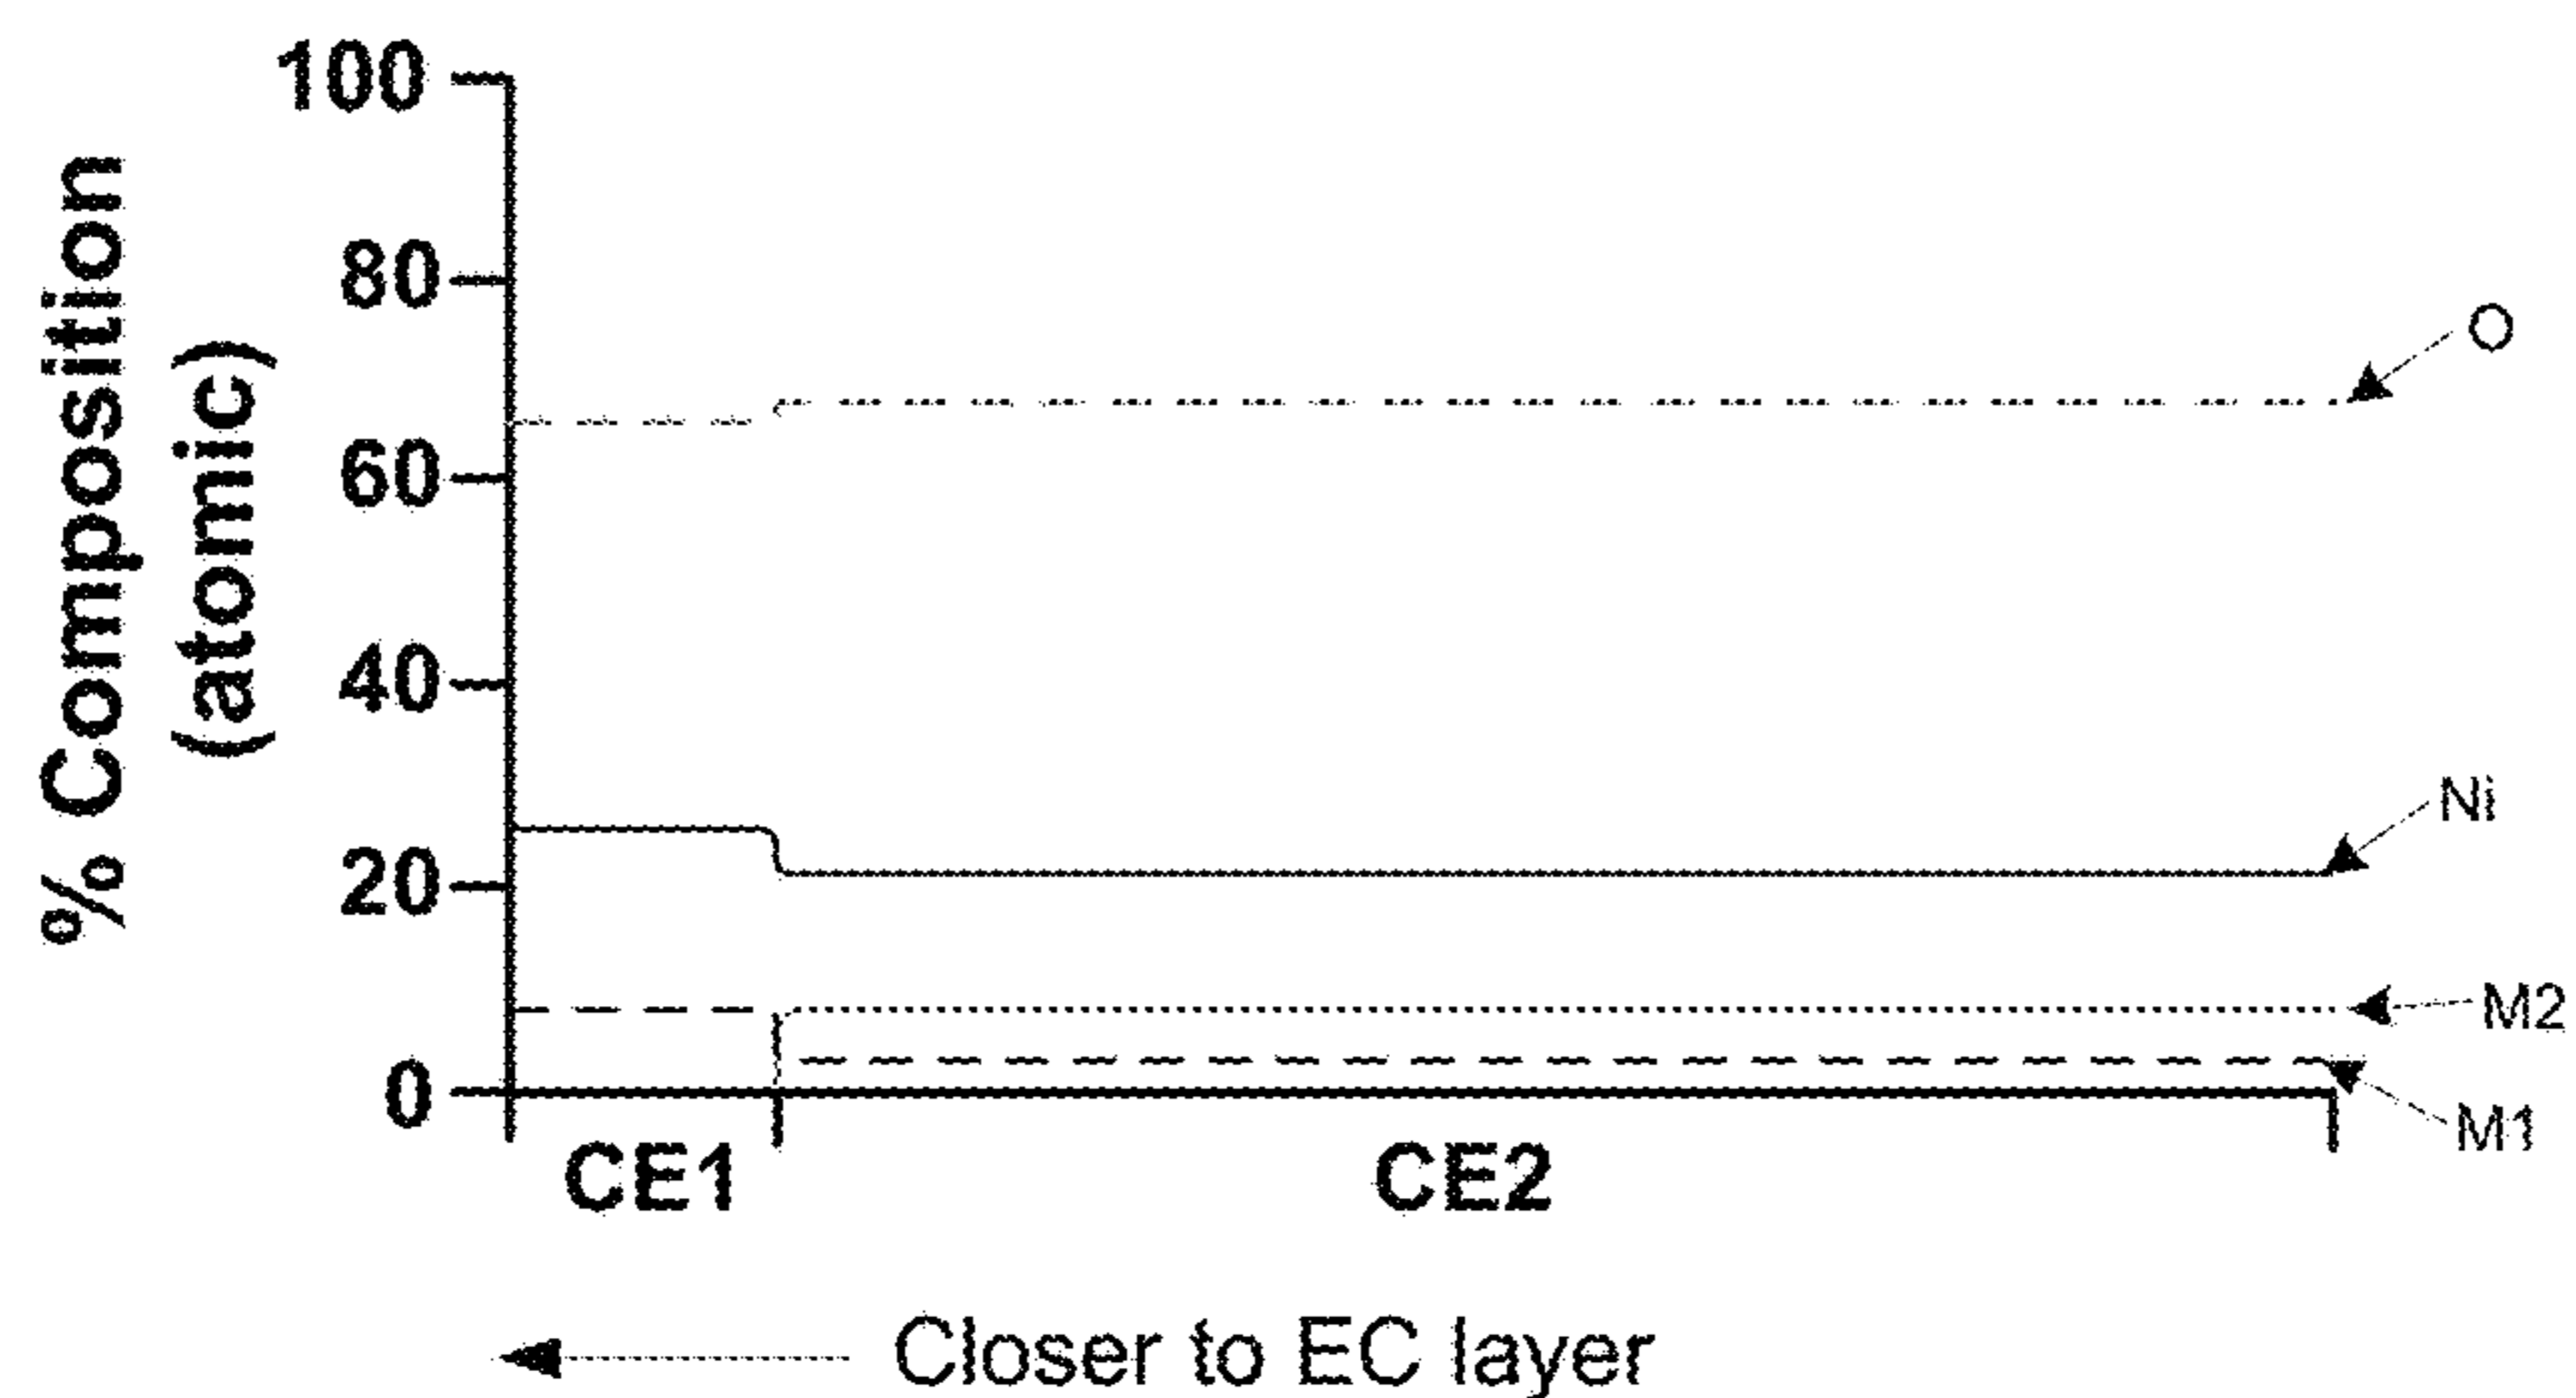 % Composition
(atomic)
100
80
60
40
20
0
O
Ni
M2
M1
CE1
CE2
Closer to EC layer